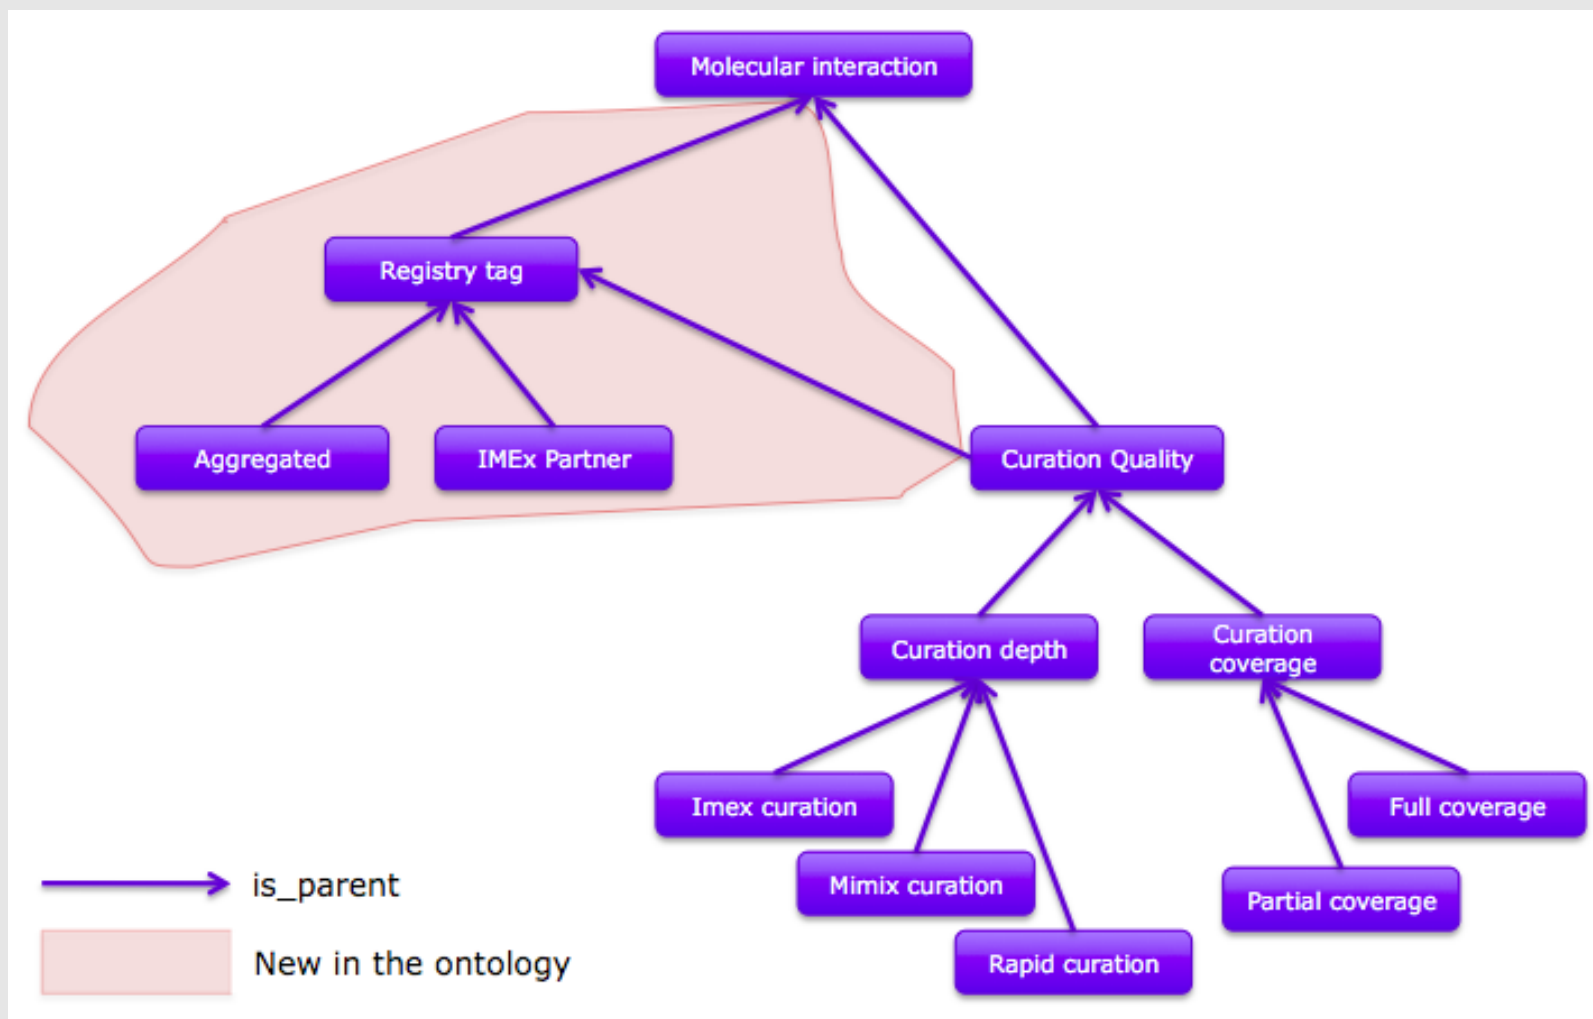 Molecular interaction
Registry tag
Aggregated
IMEx Partner
Curation Quality
Curation depth
Curation
coverage
Imex curation
Full coverage
Mimix curation
Partial coverage
Rapid curation
is_parent
New in the ontology